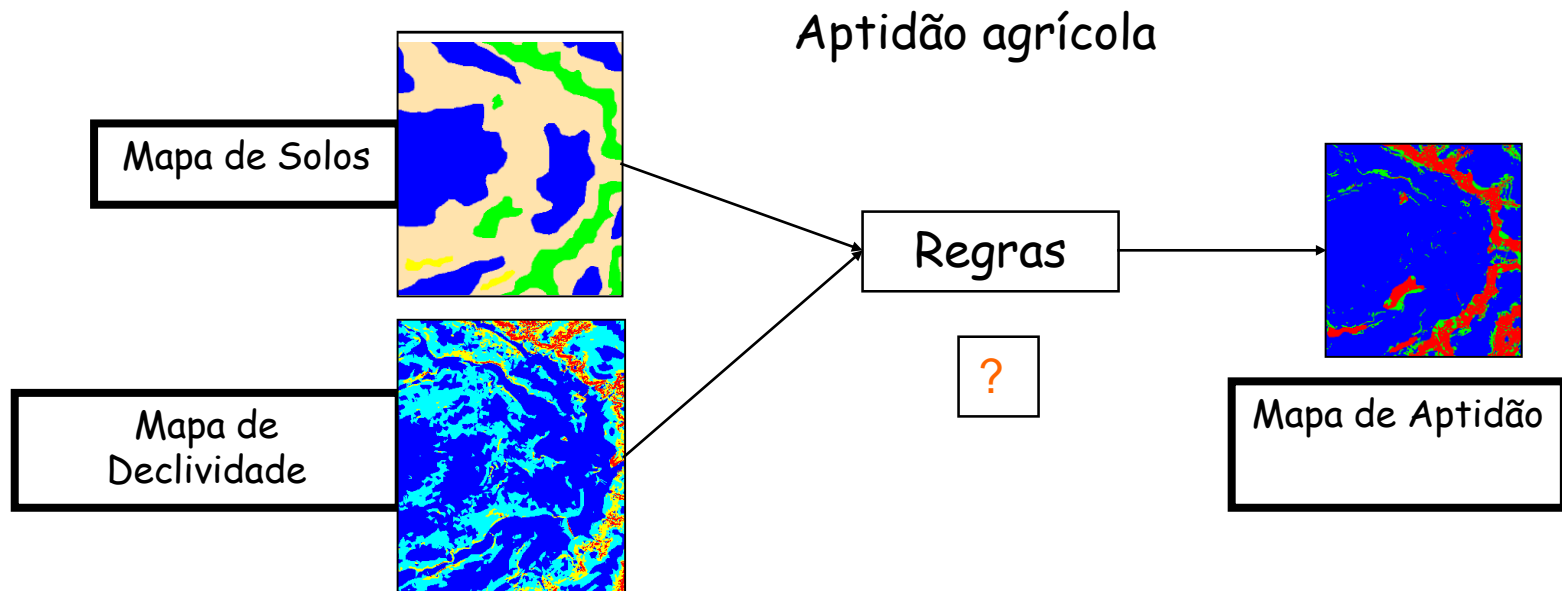 Aptidão agrícola
Mapa de Solos
Regras
?
Mapa de
Declividade
Mapa de Aptidão